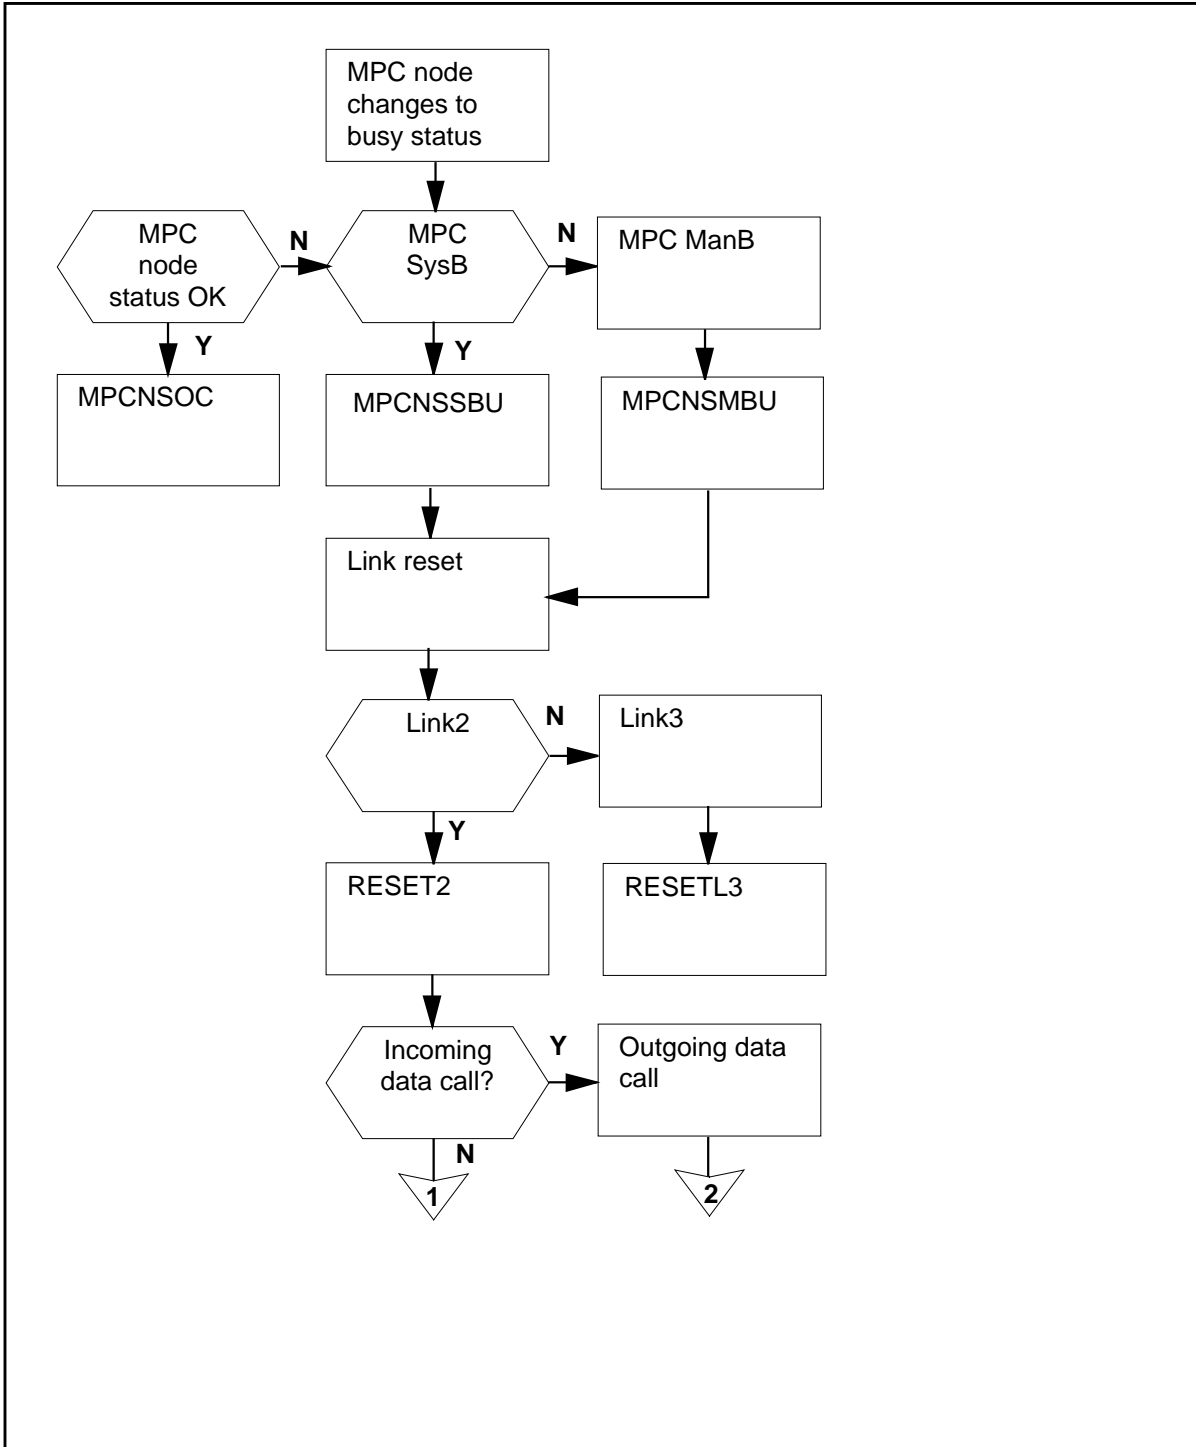 MPC node
changes to
busy status
MPC
node
status OK
N
MPC
SysB
N
MPC ManB
Y
Y
MPCNSOC
MPCNSSBU
MPCNSMBU
Link reset
Link2
N
Link3
Y
RESET2
RESETL3
Incoming
data call?
Y
Outgoing data
call
N
1
2